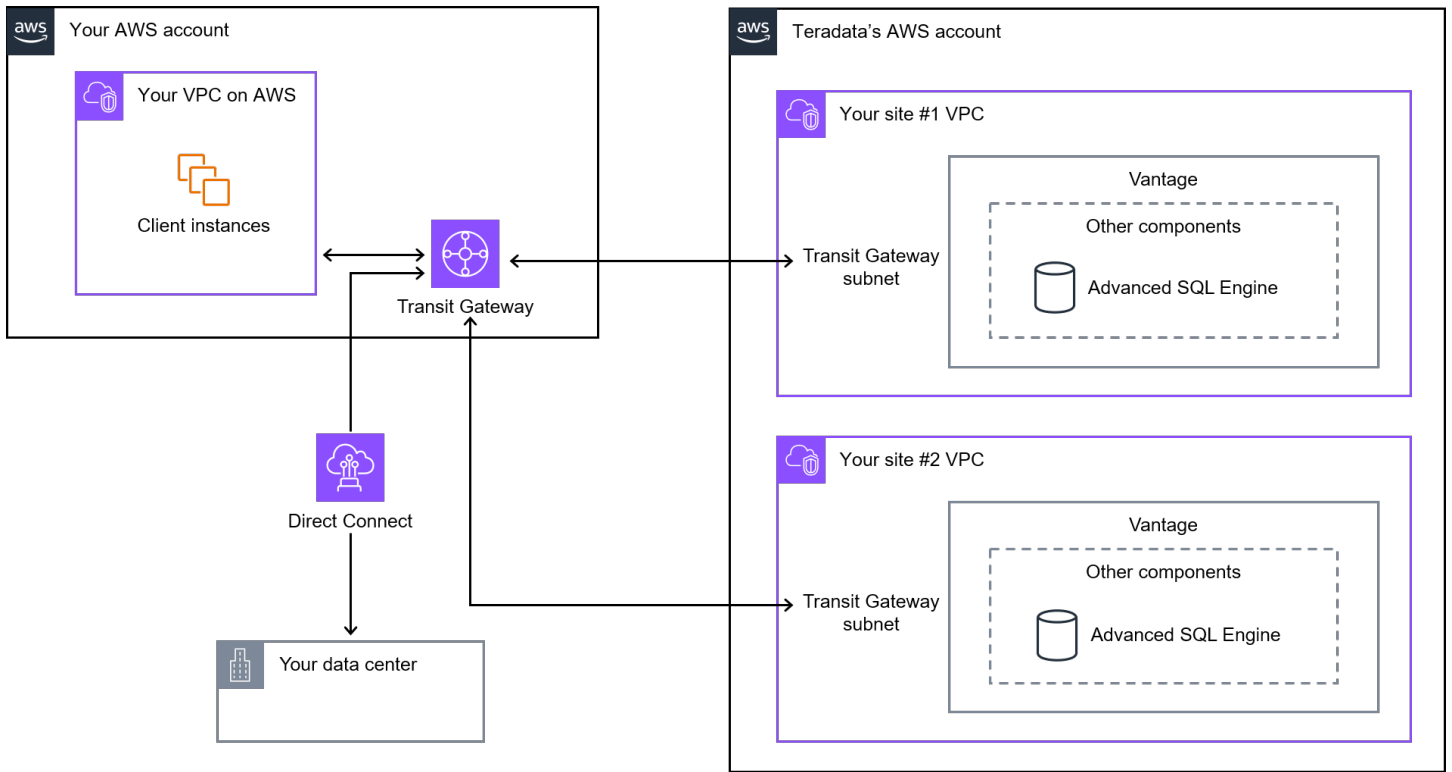 aws
Your AWS account
Your VPC on AWS
Client instances
Transit Gateway
Direct Connect
Your data center
aws
Teradata’s AWS account
Your site #1 VPC
Transit Gateway
subnet
Vantage
Other components
Advanced SQL Engine
Your site #2 VPC
Transit Gateway
subnet
Vantage
Other components
Advanced SQL Engine